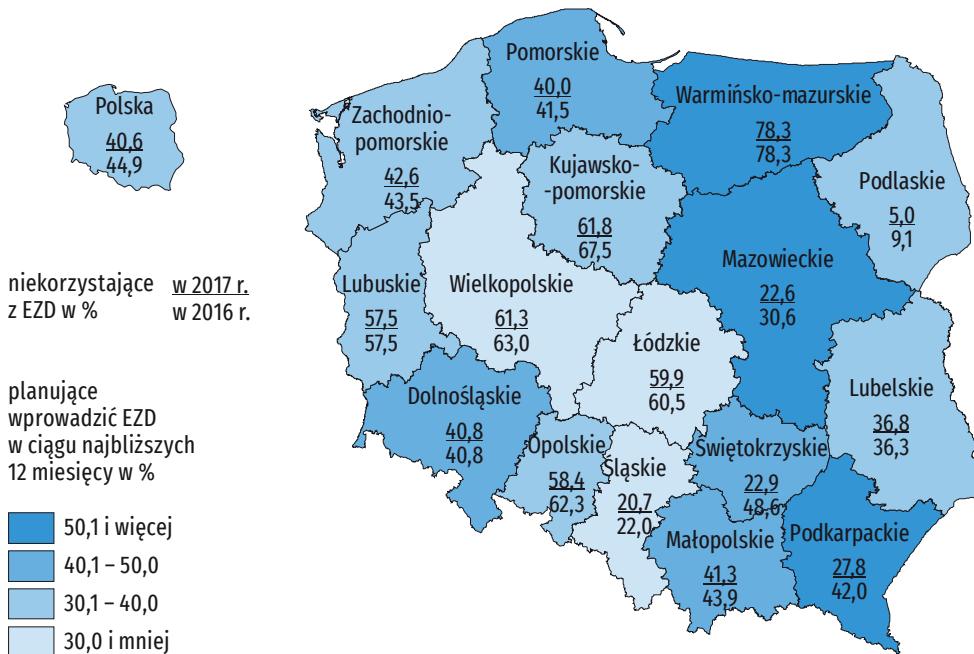 Polska
40,6
44,9
niekorzystające
z EZD w %
w 2017 r.
w 2016 r.
planujące
wprowadzić EZD
w ciągu najbliższych
12 miesięcy w %
50,1 i więcej
40,1 – 50,0
30,1 – 40,0
30,0 i mniej
Pomorskie
40,0
41,5
Warmińsko-mazurskie
78,3
78,3
Zachodnio-
pomorskie
42,6
43,5
Kujawsko-
-pomorskie
61,8
67,5
Podlaskie
5,0
9,1
Mazowieckie
22,6
30,6
Lubuskie
57,5
57,5
Wielkopolskie
61,3
63,0
Łódzkie
59,9
60,5
Lubelskie
36,8
36,3
Dolnośląskie
40,8
40,8
Opolskie
58,4
62,3
Śląskie
20,7
22,0
Świętokrzyskie
22,9
48,6
Małopolskie
41,3
43,9
Podkarpackie
27,8
42,0